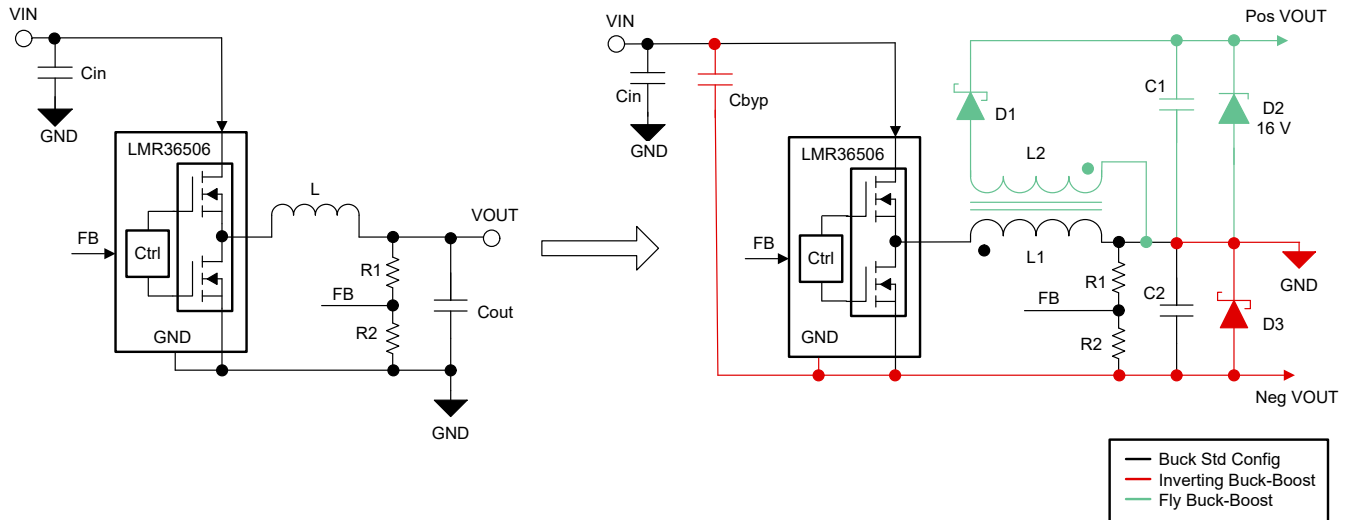 VIN
Cin
GND
LMR36506
FB
Ctrl
GND
L
VOUT
R1
FB
R2
Cout
GND
VIN
Cin
GND
Cbyp
LMR36506
FB
Ctrl
GND
Pos VOUT
D1
C1
D2
16 V
L2
L1
R1
FB
R2
C2
GND
D3
Neg VOUT
Buck Std Config
Inverting Buck-Boost
Fly Buck-Boost